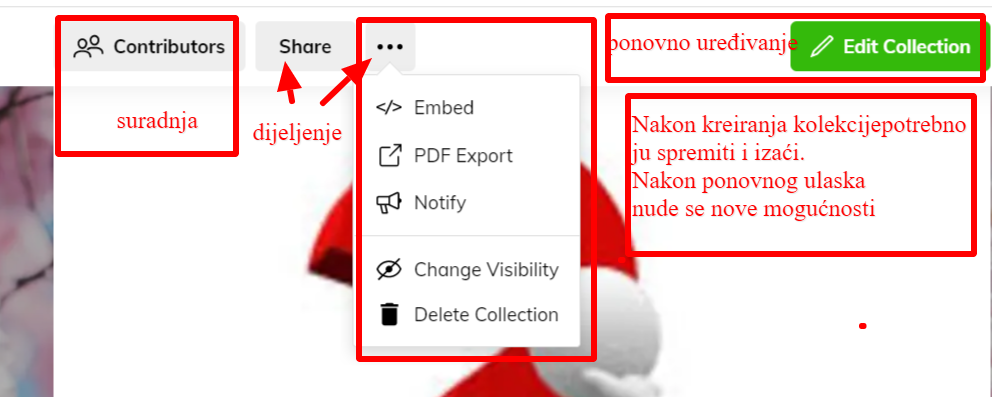 Contributors
Share
ponovno uređivanje
Edit Collection
suradnja
dijeljenje
Embed
PDF Export
Notify
Change Visibility
Delete Collection
Nakon kreiranja kolekcijepotrebno
ju spremiti i izaći.
Nakon ponovnog ulaska
nude se nove mogućnosti